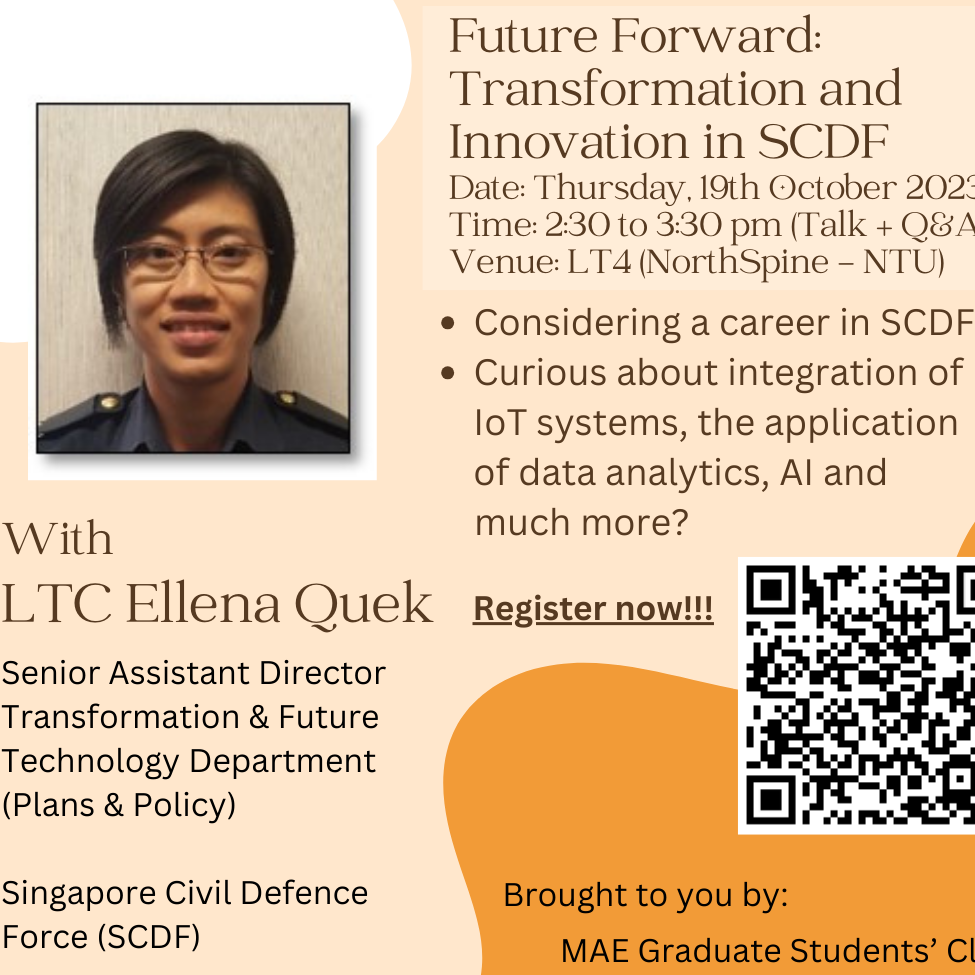 Future Forward:
Transformation and
Innovation in SCDF
Date: Thursday, 19th October 2023
Time: 2:30 to 3:30 pm (Talk + Q&A
Venue: LT4 (NorthSpine – NTU)
Considering a career in SCDF
Curious about integration of
IoT systems, the application
of data analytics, AI and
much more?
Register now!!!
With
LTC Ellena Quek
Senior Assistant Director
Transformation & Future
Technology Department
(Plans & Policy)
Singapore Civil Defence
Force (SCDF)
Brought to you by:
MAE Graduate Students’